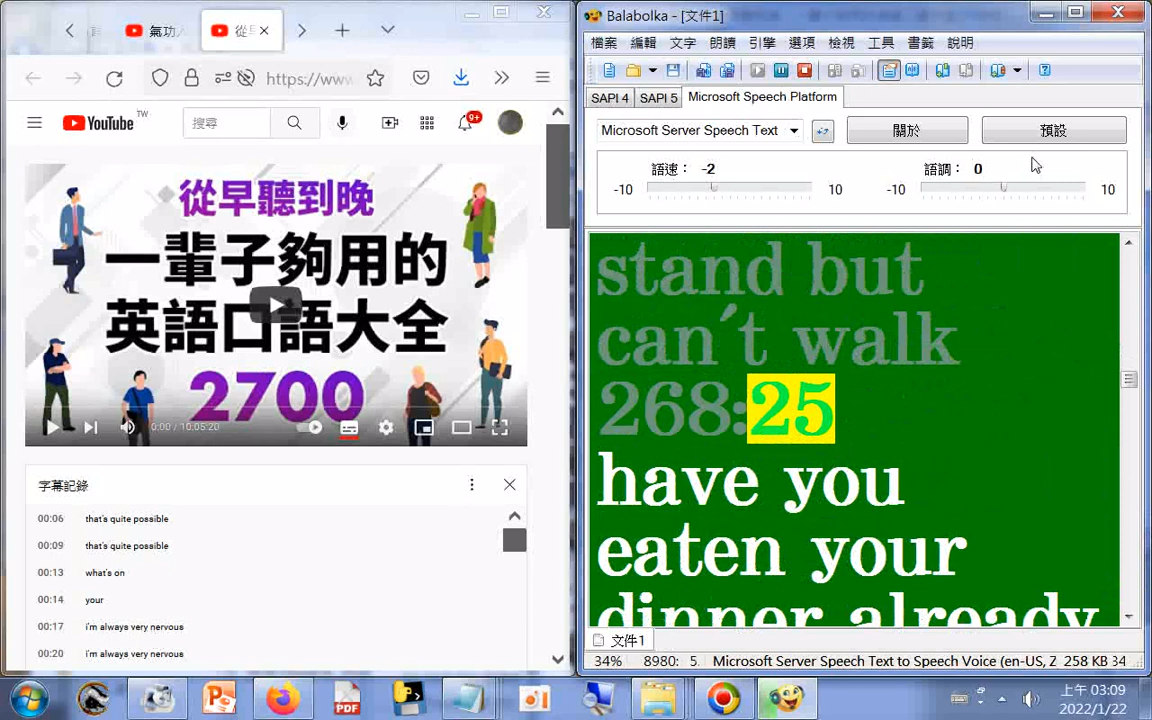 氣功
從
https://www
YouTube TW
搜尋
9+
從早聽到晚
一輩子夠用的
英語口語大全
2700
0:00 / 10:05:20
字幕記錄
00:06 that's quite possible
00:09 that's quite possible
00:13 what's on
00:14 your
00:17 i'm always very nervous
00:20 i'm always very nervous
Balabolka - [文件1]
檔案 編輯 文字 朗讀 引擎 選項 檢視 工具 書籤 說明
SAPI 4 SAPI 5 Microsoft Speech Platform
Microsoft Server Speech Text
關於
預設
語速： -2
-10 10
語調： 0
-10 10
stand but
can't walk
268:25
have you
eaten your
dinner already
文件1
34% 8980: 5. Microsoft Server Speech Text to Speech Voice (en-US, Z 258 KB 34
上午 03:09
2022/1/22